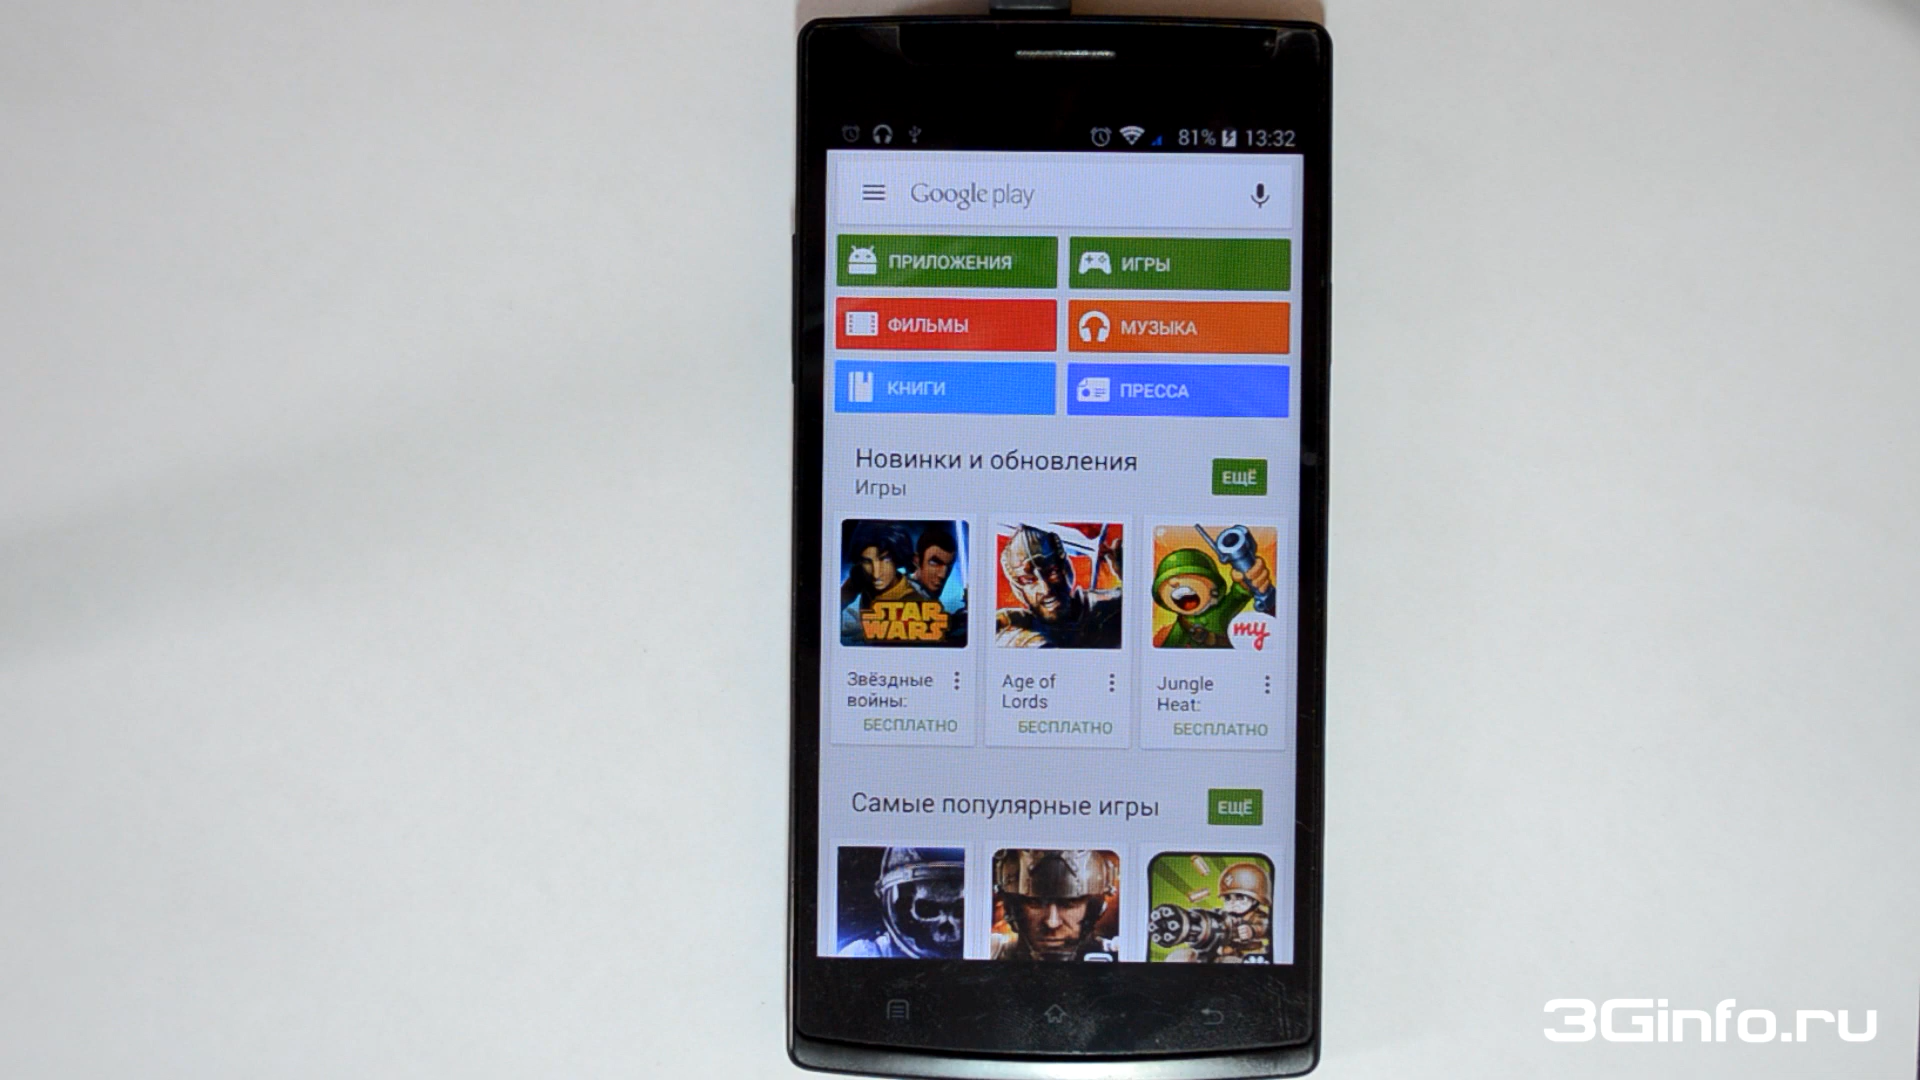 81% 13:32
Google play
ПРИЛОЖЕНИЯ ИГРЫ
ФИЛЬМЫ МУЗЫКА
КНИГИ ПРЕССА
Новинки и обновления
Игры
ЕЩЁ
STAR
WARS
my
Звёздные
войны:
БЕСПЛАТНО
Age of
Lords
БЕСПЛАТНО
Jungle
Heat:
БЕСПЛАТНО
Самые популярные игры
ЕЩЁ
3Ginfo.ru